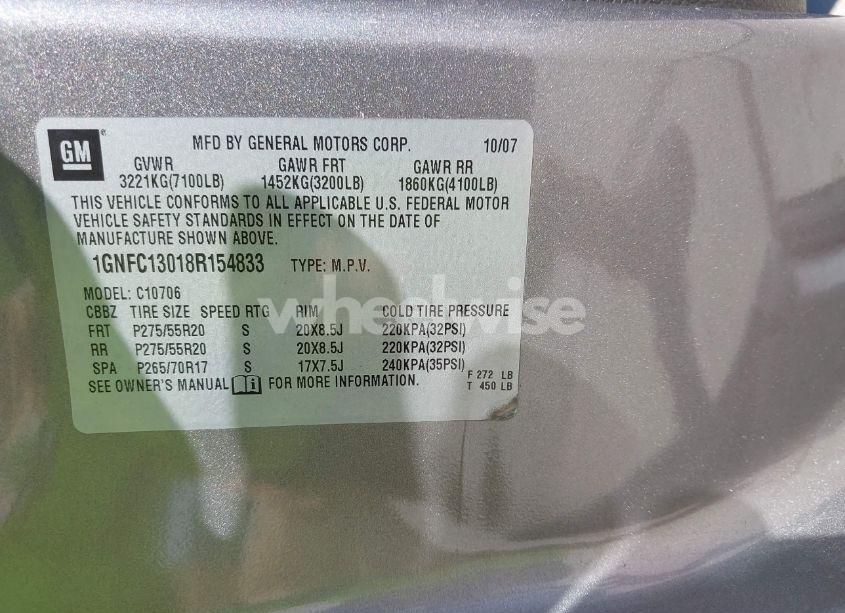 GM
MFD BY GENERAL MOTORS CORP. 10/07
GVWR GAWR FRT GAWR RR
3221KG(7100LB) 1452KG(3200LB) 1860KG(4100LB)
THIS VEHICLE CONFORMS TO ALL APPLICABLE U.S. FEDERAL MOTOR
VEHICLE SAFETY STANDARDS IN EFFECT ON THE DATE OF
MANUFACTURE SHOWN ABOVE.
1GNFC13018R154833 TYPE: M.P.V.
MODEL: C10706
CBBZ TIRE SIZE SPEED RTG RIM COLD TIRE PRESSURE
FRT P275/55R20 S 20X8.5J 220KPA(32PSI)
RR P275/55R20 S 20X8.5J 220KPA(32PSI)
SPA P265/70R17 S 17X7.5J 240KPA(35PSI)
SEE OWNER'S MANUAL FOR MORE INFORMATION.
F 272 LB
T 450 LB
wheelwise